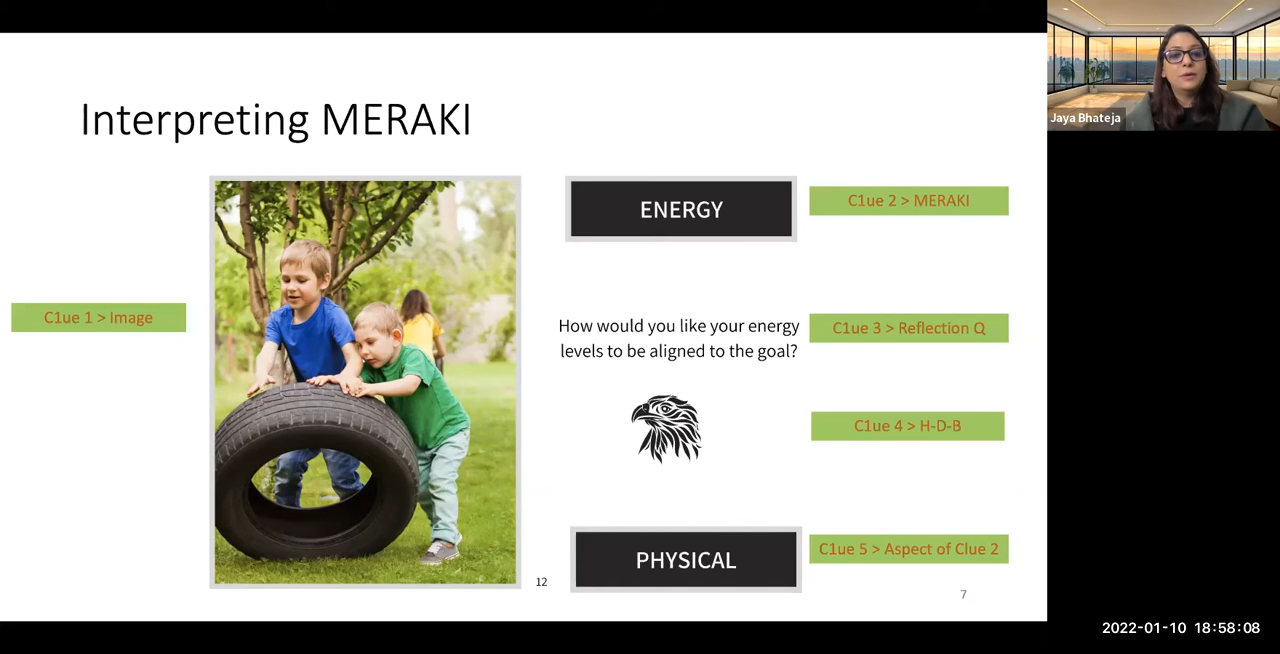 Jaya Bhateja
Interpreting MERAKI
C1ue 1 > Image
ENERGY
C1ue 2 > MERAKI
How would you like your energy
levels to be aligned to the goal?
C1ue 3 > Reflection Q
C1ue 4 > H-D-B
PHYSICAL
C1ue 5 > Aspect of Clue 2
12
7
2022-01-10 18:58:08